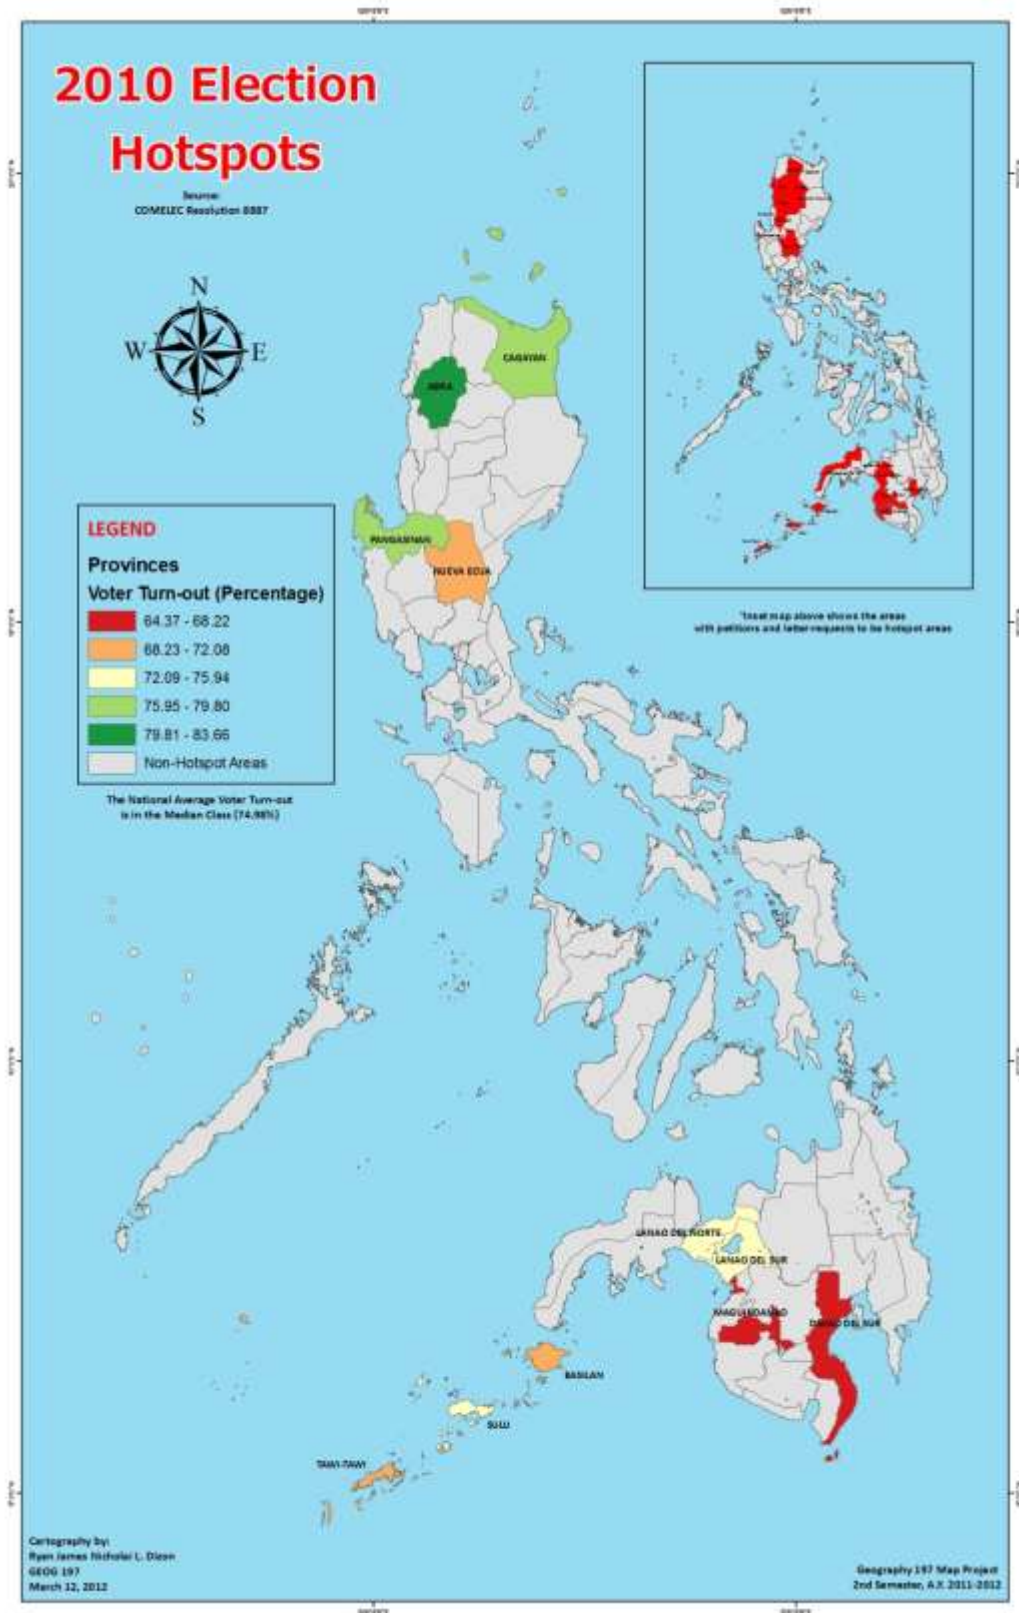 2010 Election
Hotspots
Source:
COMELEC Resolution 8887
N
W
E
S
CAGAYAN
ABRA
PANGASINAN
NUEVA ECIJA
LEGEND
Provinces
Voter Turn-out (Percentage)
64.37 - 68.22
68.23 - 72.08
72.09 - 75.94
75.95 - 79.80
79.81 - 83.66
Non-Hotspot Areas
The National Average Voter Turn-out
is in the Median Class (74.98%)
*Inset map above shows the areas
with petitions and letter-requests to be hotspot areas
LANAO DEL NORTE
LANAO DEL SUR
MAGUINDANAO
DAVAO DEL SUR
BASILAN
SULU
TAWI-TAWI
Cartography by:
Ryan James Nicholai L. Dizon
GEOG 197
March 12, 2012
Geography 197 Map Project
2nd Semester, A.Y. 2011-2012